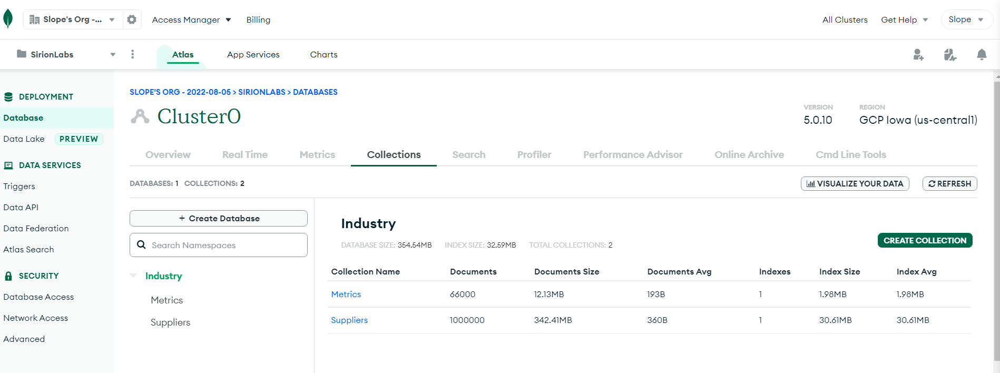 Slope's Org -... Access Manager Billing All Clusters Get Help Slope
SirionLabs Atlas App Services Charts
DEPLOYMENT
Database
Data Lake PREVIEW
DATA SERVICES
Triggers
Data API
Data Federation
Atlas Search
SECURITY
Database Access
Network Access
Advanced
SLOPE'S ORG - 2022-08-05 > SIRIONLABS > DATABASES
Cluster0
VERSION REGION
5.0.10 GCP Iowa (us-central1)
Overview Real Time Metrics Collections Search Profiler Performance Advisor Online Archive Cmd Line Tools
DATABASES: 1 COLLECTIONS: 2 VISUALIZE YOUR DATA REFRESH
+ Create Database
Search Namespaces
Industry
Metrics
Suppliers
Industry
DATABASE SIZE: 354.54MB INDEX SIZE: 32.59MB TOTAL COLLECTIONS: 2
CREATE COLLECTION
Collection Name Documents Documents Size Documents Avg Indexes Index Size Index Avg
Metrics 66000 12.13MB 193B 1 1.98MB 1.98MB
Suppliers 1000000 342.41MB 360B 1 30.61MB 30.61MB